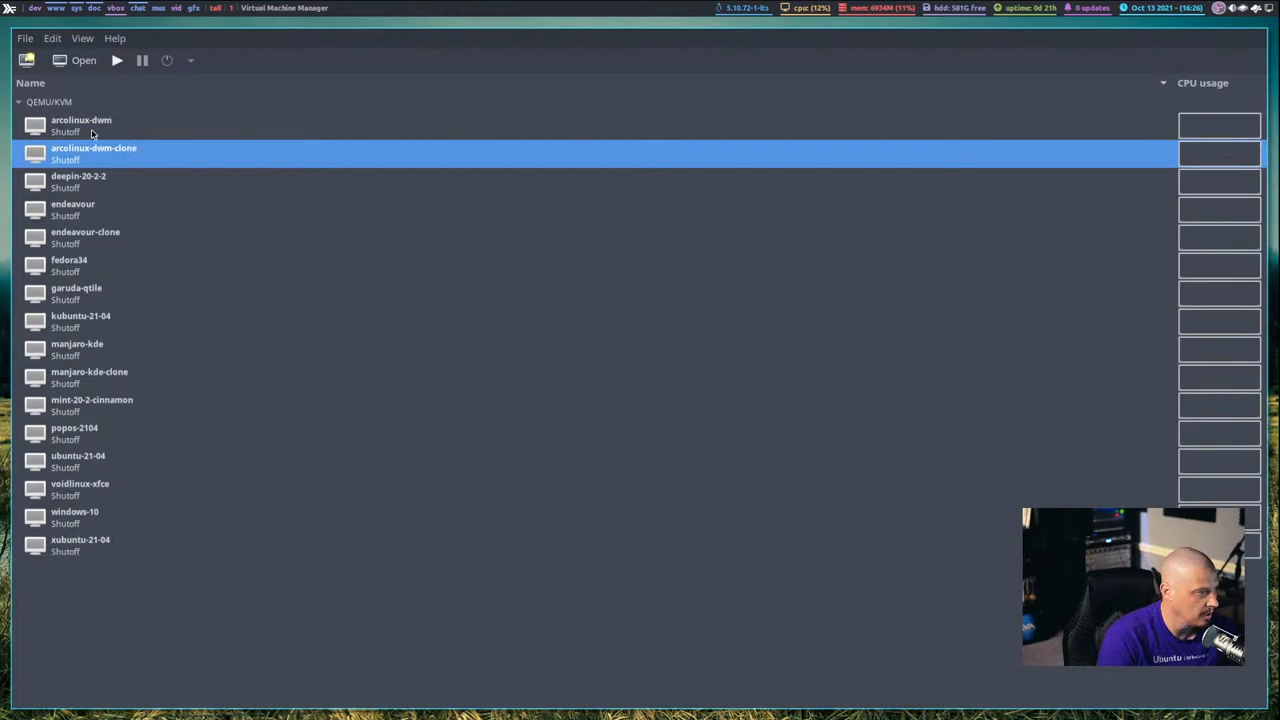 dev www sys doc vbox chat mus vid gfx tall 1 Virtual Machine Manager 5.10.72-1-lts cpu: (12%) mem: 6934M (11%) hdd: 581G free uptime: 0d 21h 0 updates Oct 13 2021 - (16:26)
File Edit View Help
Open
Name CPU usage
QEMU/KVM
arcolinux-dwm
Shutoff
arcolinux-dwm-clone
Shutoff
deepin-20-2-2
Shutoff
endeavour
Shutoff
endeavour-clone
Shutoff
fedora34
Shutoff
garuda-qtile
Shutoff
kubuntu-21-04
Shutoff
manjaro-kde
Shutoff
manjaro-kde-clone
Shutoff
mint-20-2-cinnamon
Shutoff
popos-2104
Shutoff
ubuntu-21-04
Shutoff
voidlinux-xfce
Shutoff
windows-10
Shutoff
xubuntu-21-04
Shutoff
Ubuntu